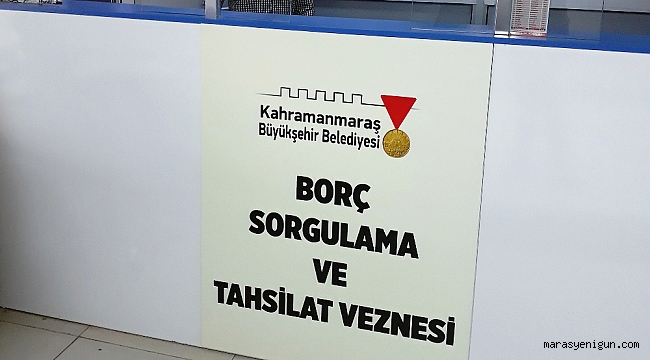 Kahramanmaraş
Büyükşehir Belediyesi
BORÇ
SORGULAMA
VE
TAHSİLAT VEZNESİ
marasyenigun.com